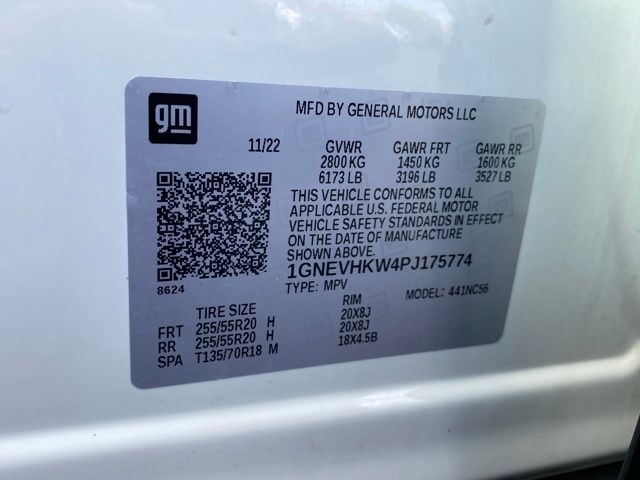 gm
MFD BY GENERAL MOTORS LLC
11/22 GVWR GAWR FRT GAWR RR
2800 KG 1450 KG 1600 KG
6173 LB 3196 LB 3527 LB
THIS VEHICLE CONFORMS TO ALL
APPLICABLE U.S. FEDERAL MOTOR
VEHICLE SAFETY STANDARDS IN EFFECT
ON THE DATE OF MANUFACTURE
SHOWN ABOVE.
1GNEVHKW4PJ175774
8624
TYPE: MPV MODEL: 441NC56
TIRE SIZE RIM
FRT 255/55R20 H 20X8J
RR 255/55R20 H 20X8J
SPA T135/70R18 M 18X4.5B